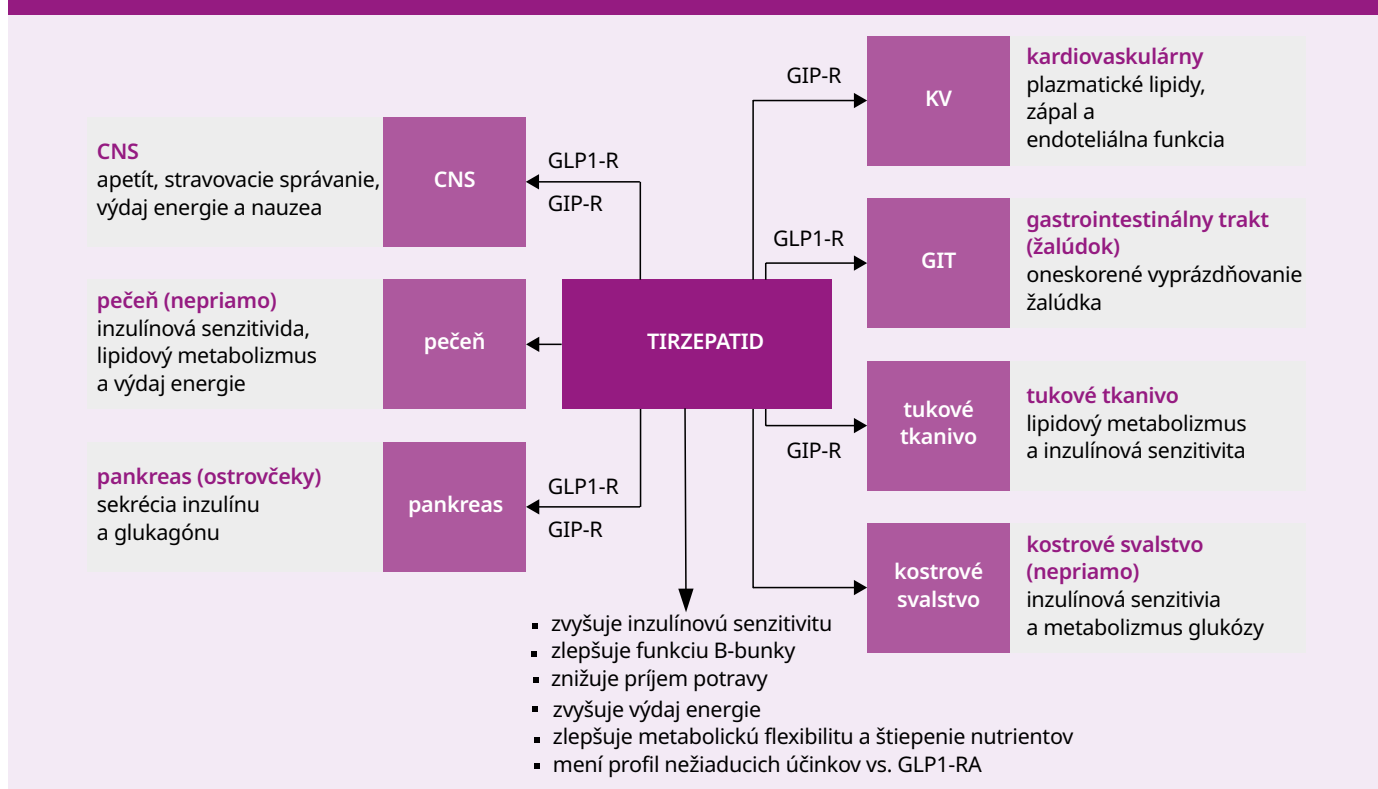 CNS
apetít, stravovacie správanie,
výdaj energie a nauzea
CNS
GLP1-R
GIP-R
pečeň (nepriamo)
inzulínová senzitivida,
lipidový metabolizmus
a výdaj energie
pečeň
pankreas (ostrovčeky)
sekrécia inzulínu
a glukagónu
pankreas
GLP1-R
GIP-R
TIRZEPATID
GIP-R
KV
kardiovaskulárny
plazmatické lipidy,
zápal a
endoteliálna funkcia
GLP1-R
GIT
gastrointestinálny trakt
(žalúdok)
oneskorené vyprázdňovanie
žalúdka
GIP-R
tukové
tkanivo
tukové tkanivo
lipidový metabolizmus
a inzulínová senzitivita
kostrové
svalstvo
kostrové svalstvo
(nepriamo)
inzulínová senzitivia
a metabolizmus glukózy
▪ zvyšuje inzulínovú senzitivitu
▪ zlepšuje funkciu B-bunky
▪ znižuje príjem potravy
▪ zvyšuje výdaj energie
▪ zlepšuje metabolickú flexibilitu a štiepenie nutrientov
▪ mení profil nežiaducich účinkov vs. GLP1-RA